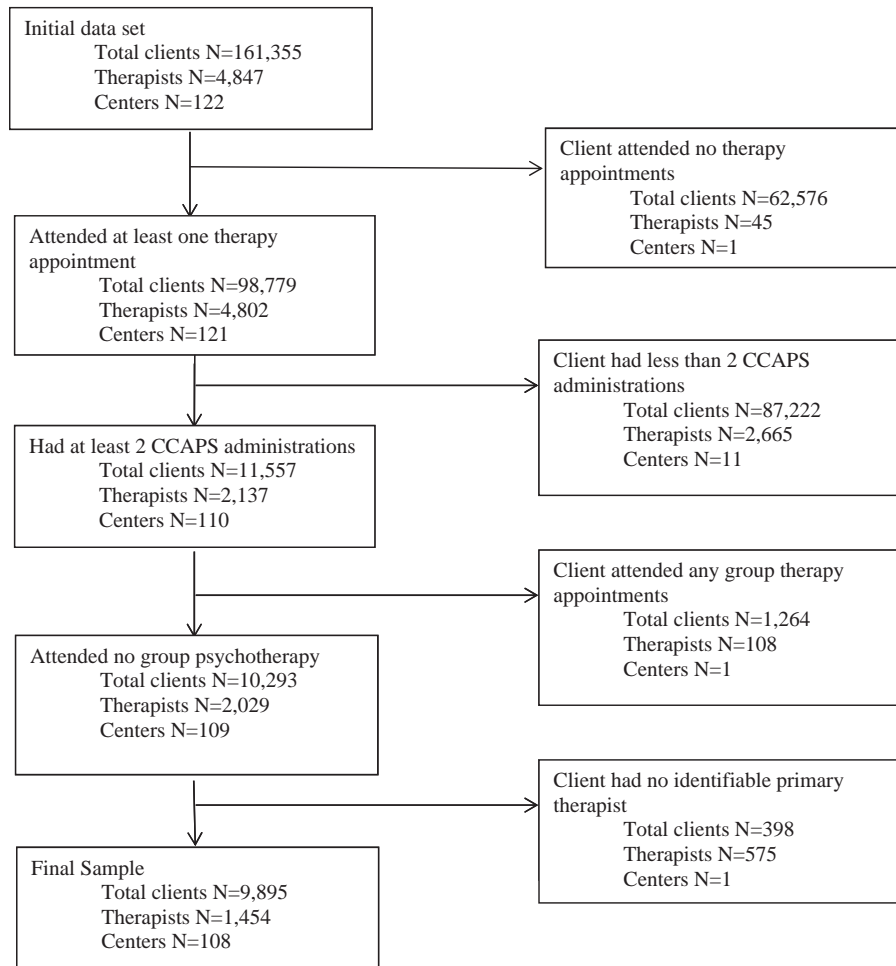 Initial data set
Total clients N=161,355
Therapists N=4,847
Centers N=122
Client attended no therapy
appointments
Total clients N=62,576
Therapists N=45
Centers N=1
Attended at least one therapy
appointment
Total clients N=98,779
Therapists N=4,802
Centers N=121
Client had less than 2 CCAPS
administrations
Total clients N=87,222
Therapists N=2,665
Centers N=11
Had at least 2 CCAPS administrations
Total clients N=11,557
Therapists N=2,137
Centers N=110
Client attended any group therapy
appointments
Total clients N=1,264
Therapists N=108
Centers N=1
Attended no group psychotherapy
Total clients N=10,293
Therapists N=2,029
Centers N=109
Client had no identifiable primary
therapist
Total clients N=398
Therapists N=575
Centers N=1
Final Sample
Total clients N=9,895
Therapists N=1,454
Centers N=108